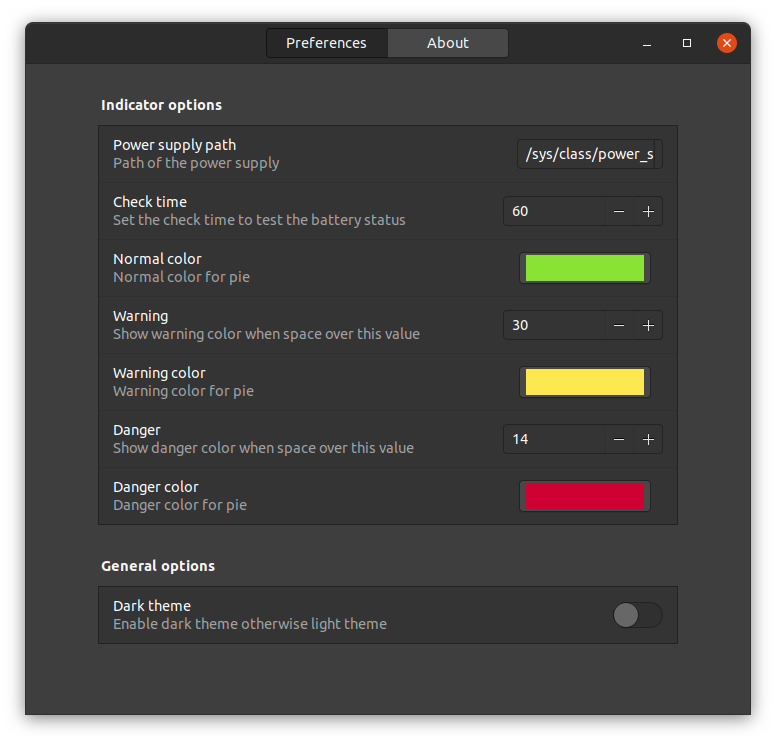 Preferences About
Indicator options
Power supply path
/sys/class/power_s
Path of the power supply
Check time
60
Set the check time to test the battery status
Normal color
Normal color for pie
Warning
30
Show warning color when space over this value
Warning color
Warning color for pie
Danger
14
Show danger color when space over this value
Danger color
Danger color for pie
General options
Dark theme
Enable dark theme otherwise light theme